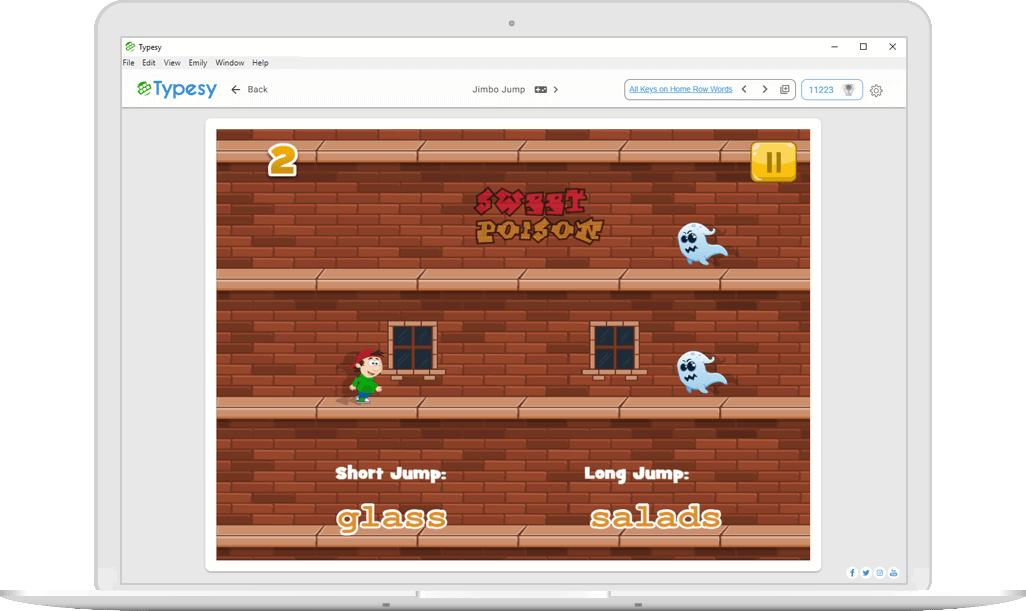 Typesy
File Edit View Emily Window Help
Typesy Back Jimbo Jump All Keys on Home Row Words 11223
2
SWEET
POISON
Short Jump: Long Jump:
glass salads